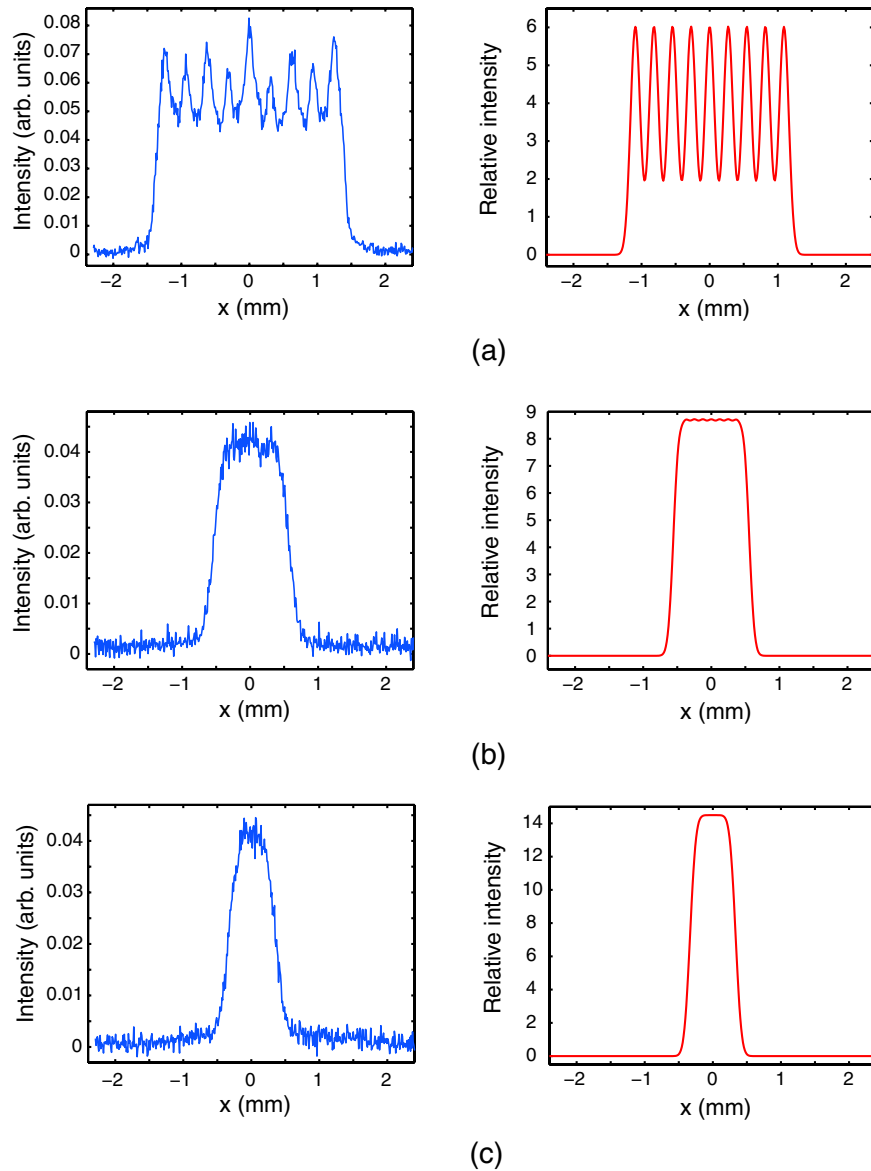 Intensity (arb. units)
0.08
0.07
0.06
0.05
0.04
0.03
0.02
0.01
0
−2 −1 0 1 2
x (mm)
Relative intensity
6
5
4
3
2
1
0
−2 −1 0 1 2
x (mm)
(a)
Intensity (arb. units)
0.04
0.03
0.02
0.01
0
−2 −1 0 1 2
x (mm)
Relative intensity
9
8
7
6
5
4
3
2
1
0
−2 −1 0 1 2
x (mm)
(b)
Intensity (arb. units)
0.04
0.03
0.02
0.01
0
−2 −1 0 1 2
x (mm)
Relative intensity
14
12
10
8
6
4
2
0
−2 −1 0 1 2
x (mm)
(c)